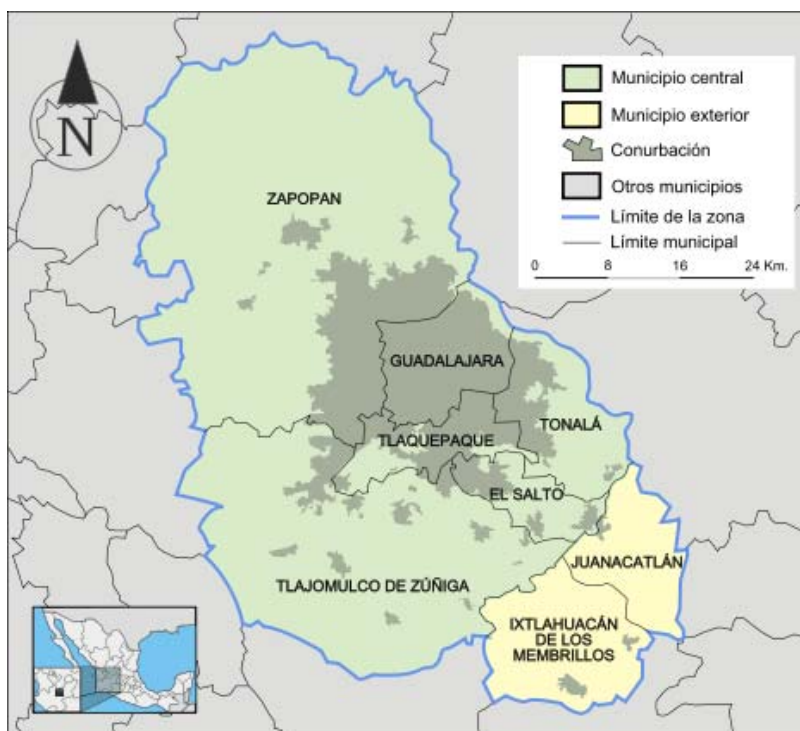 N
Municipio central
Municipio exterior
Conurbación
Otros municipios
Límite de la zona
Límite municipal
0 8 16 24 Km.
ZAPOPAN
GUADALAJARA
TONALÁ
TLAQUEPAQUE
EL SALTO
JUANACATLÁN
TLAJOMULCO DE ZÚÑIGA
IXTLAHUACÁN
DE LOS
MEMBRILLOS